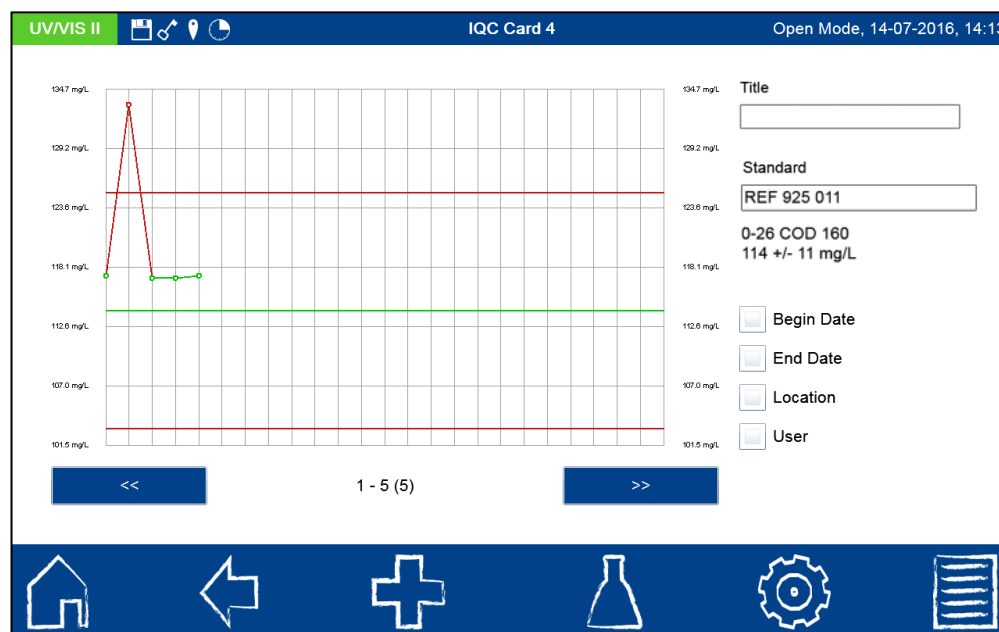 UV/VIS II IQC Card 4 Open Mode, 14-07-2016, 14:13
134.7 mg/L 134.7 mg/L
129.2 mg/L 129.2 mg/L
123.6 mg/L 123.6 mg/L
118.1 mg/L 118.1 mg/L
112.6 mg/L 112.6 mg/L
107.0 mg/L 107.0 mg/L
101.5 mg/L 101.5 mg/L
<< 1 - 5 (5) >>
Title
Standard
REF 925 011
0-26 COD 160
114 +/- 11 mg/L
Begin Date
End Date
Location
User